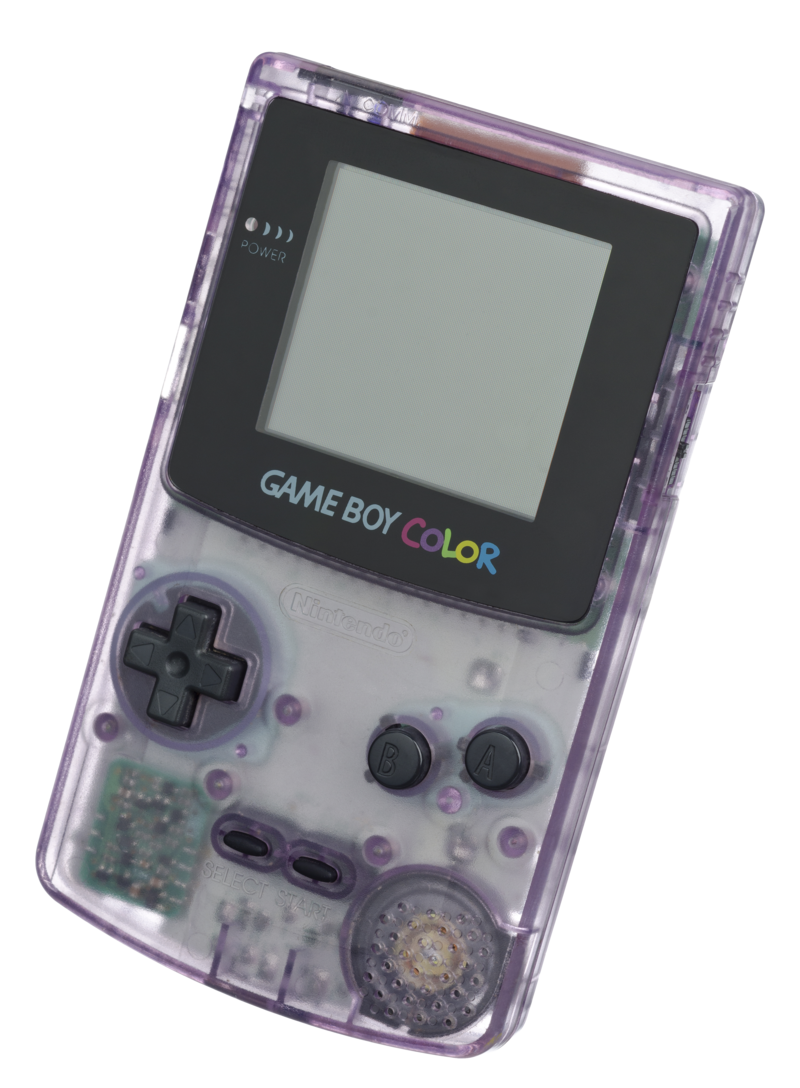 COMM.
POWER
GAME BOY COLOR
Nintendo®
B A
SELECT START